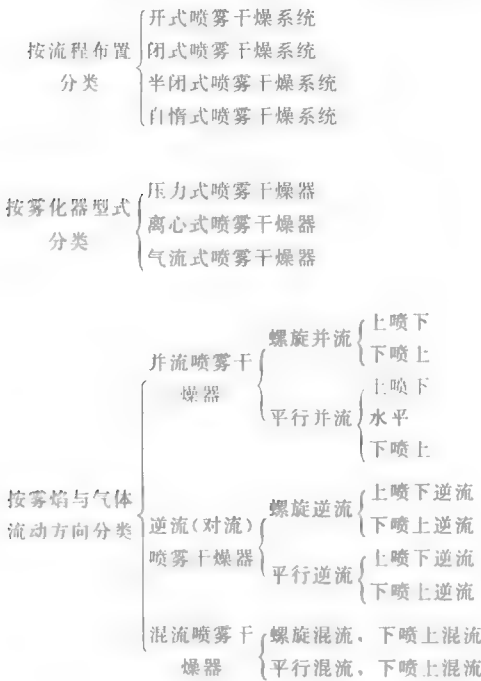 开式喷雾干燥系统
按流程布置
闭式喷雾干燥系统
分类
半闭式喷雾干燥系统
自惰式喷雾干燥系统
压力式喷雾干燥器
按雾化器型式
离心式喷雾干燥器
分类
气流式喷雾干燥器
上喷下
螺旋并流
下喷上
并流喷雾干
燥器
上喷下
平行并流
水平
下喷上
按雾焰与气体
流动方向分类
上喷下逆流
螺旋逆流
下喷上逆流
逆流(对流)
喷雾干燥器
上喷下逆流
平行逆流
下喷上逆流
混流喷雾干
螺旋混流，下喷上混流
燥器
平行混流，下喷上混流